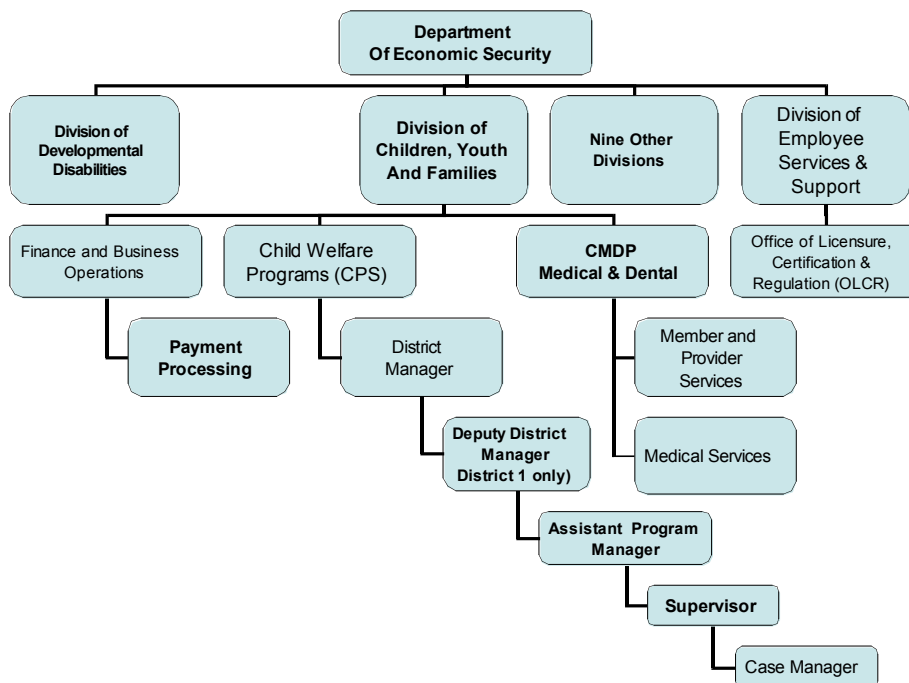 Department
Of Economic Security
Division of
Developmental
Disabilities
Division of
Children, Youth
And Families
Nine Other
Divisions
Division of
Employee
Services &
Support
Finance and Business
Operations
Child Welfare
Programs (CPS)
CMDP
Medical & Dental
Office of Licensure,
Certification &
Regulation (OLCR)
Payment
Processing
District
Manager
Member and
Provider
Services
Deputy District
Manager
District 1 only)
Medical Services
Assistant Program
Manager
Supervisor
Case Manager